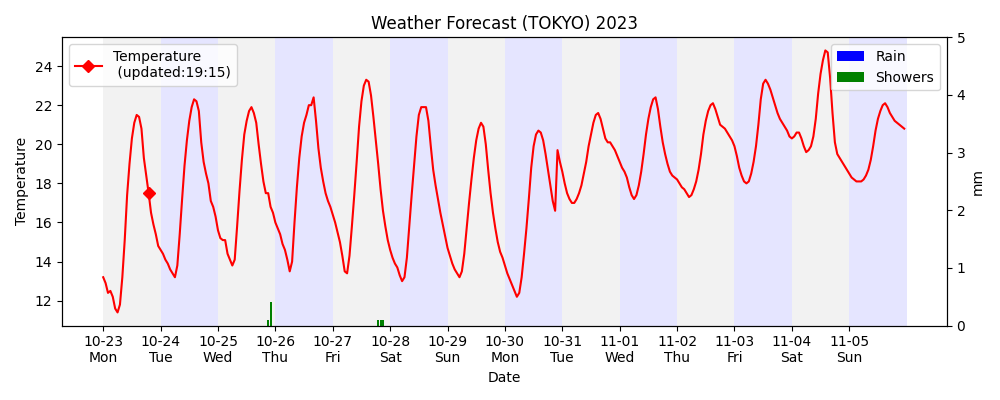 Weather Forecast (TOKYO) 2023
Temperature
(updated:19:15)
Rain
Showers
Temperature
24
22
20
18
16
14
12
5
4
3
2
1
0
mm
10-23 10-24 10-25 10-26 10-27 10-28 10-29 10-30 10-31 11-01 11-02 11-03 11-04 11-05
Mon Tue Wed Thu Fri Sat Sun Mon Tue Wed Thu Fri Sat Sun
Date